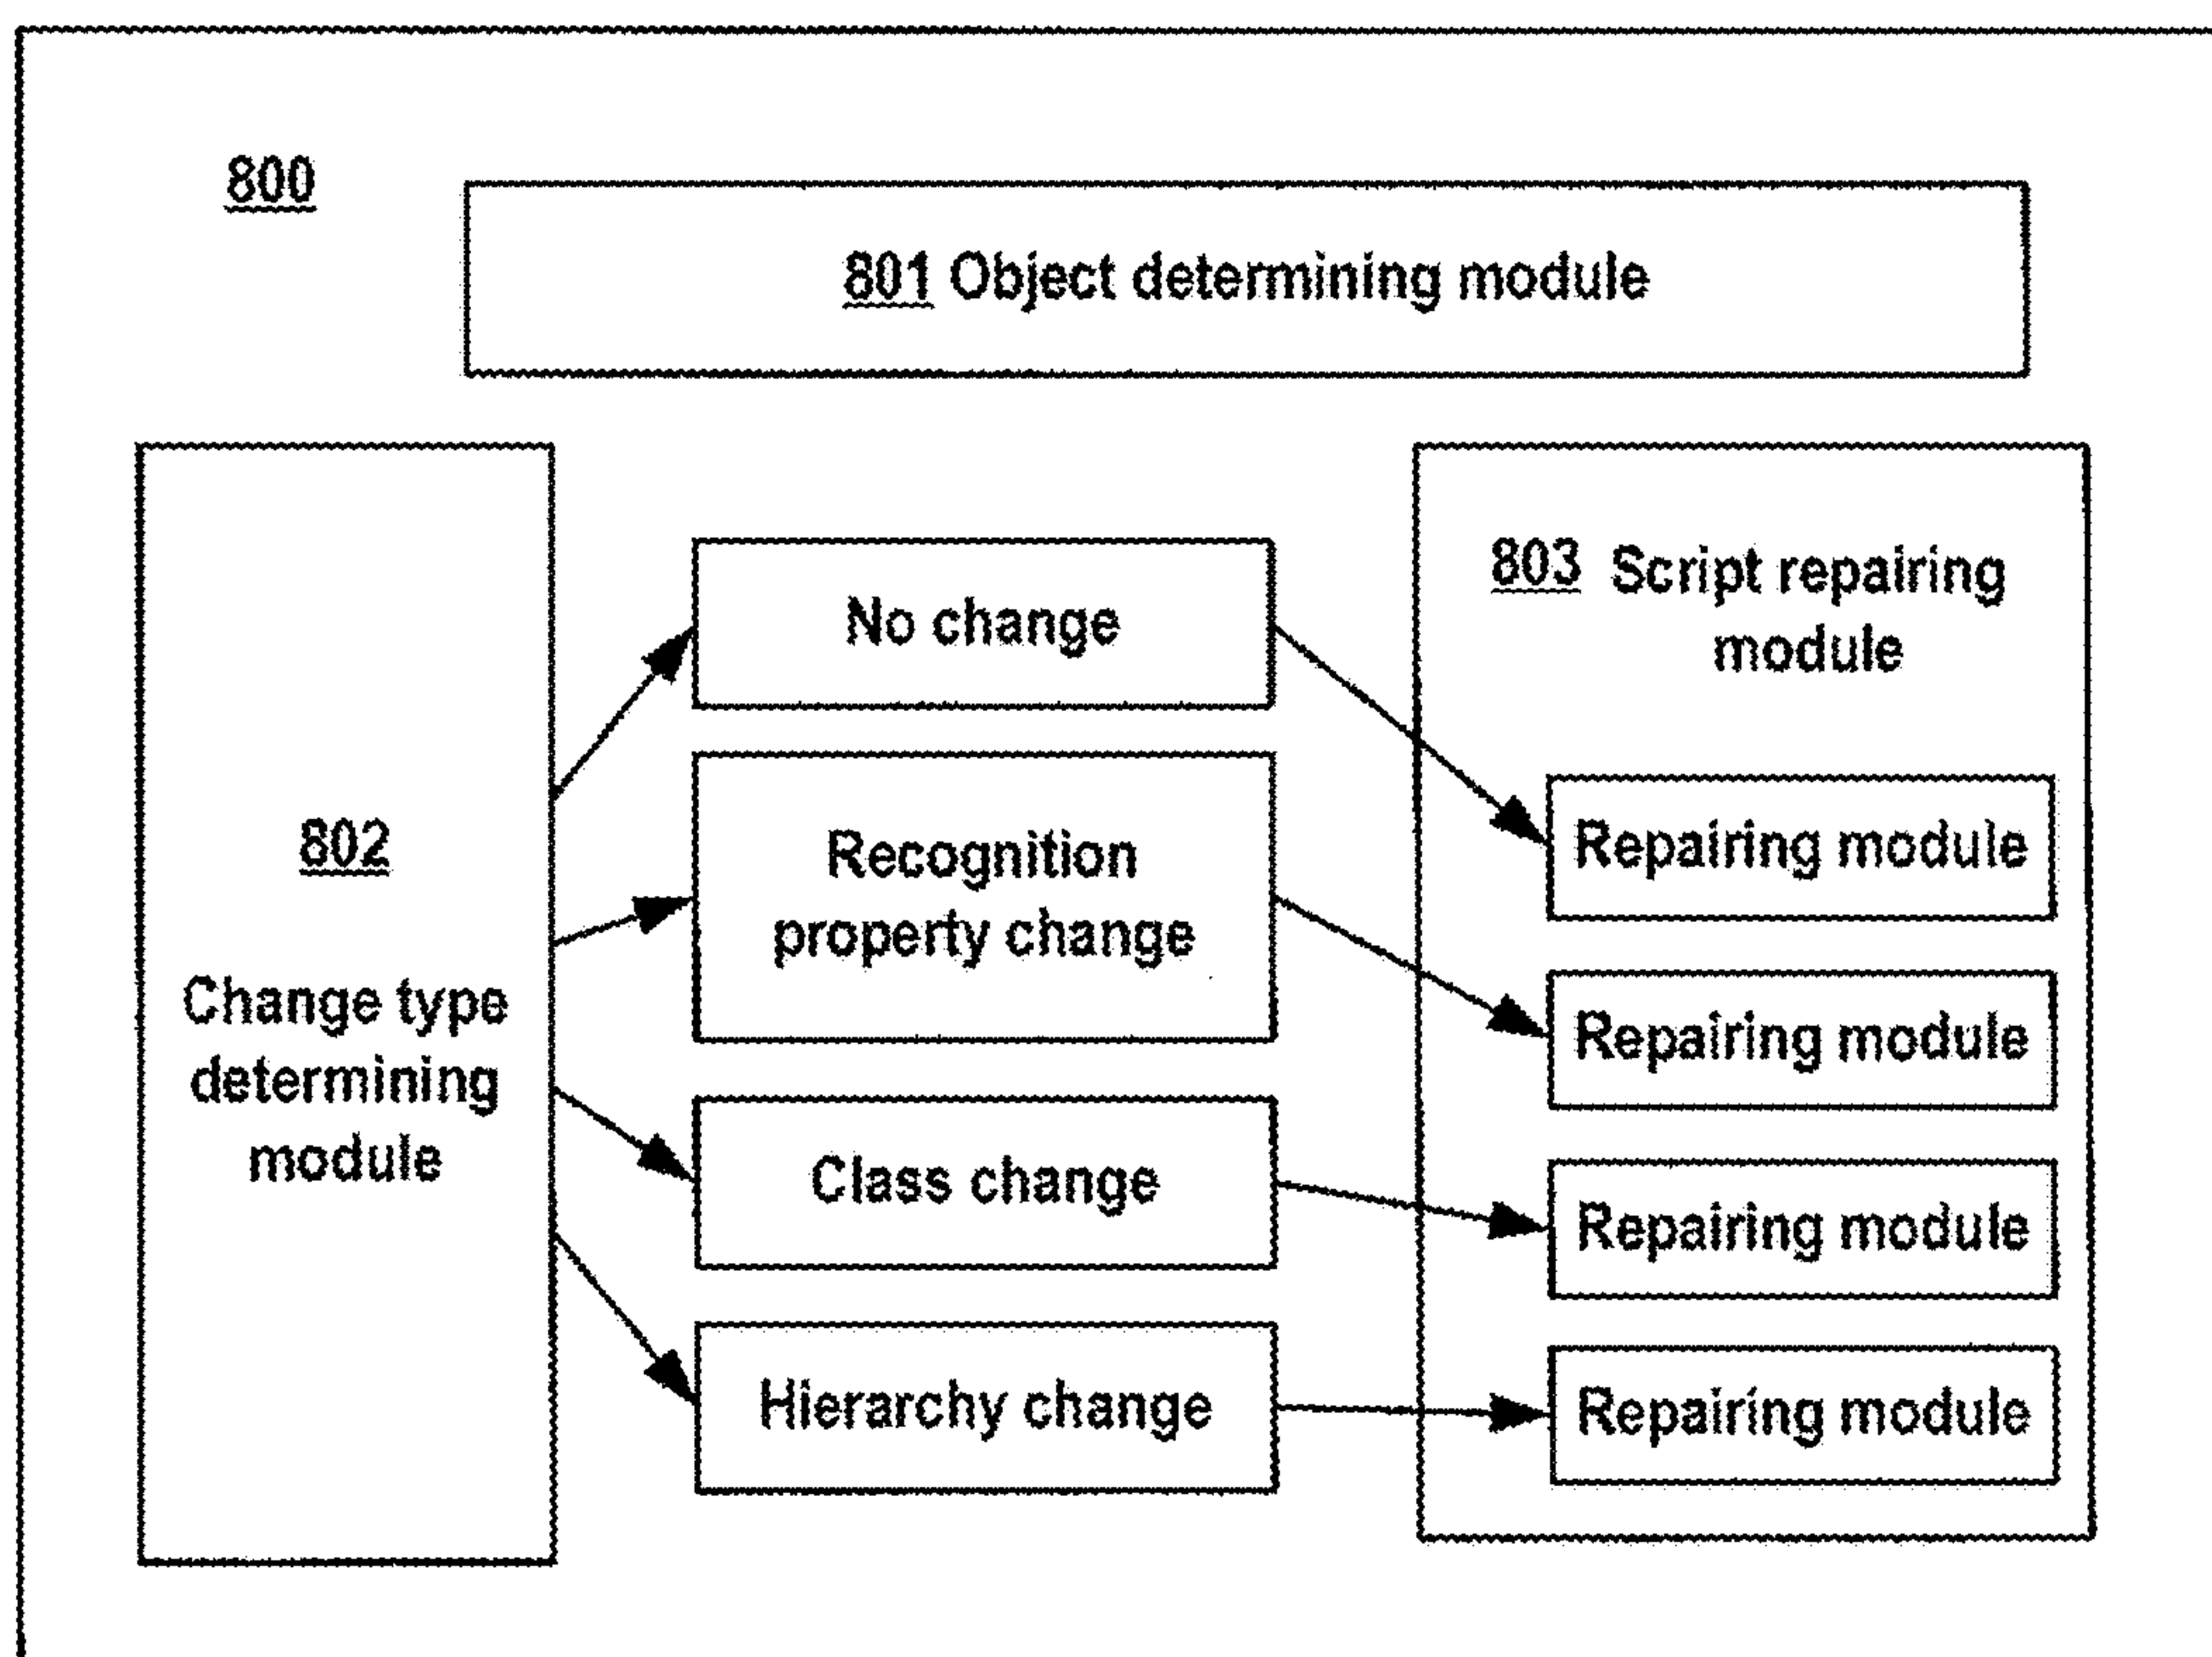 800
801 Object determining module
802
Change type
determining
module
No change
Recognition
property change
Class change
Hierarchy change
803 Script repairing
module
Repairing module
Repairing module
Repairing module
Repairing module